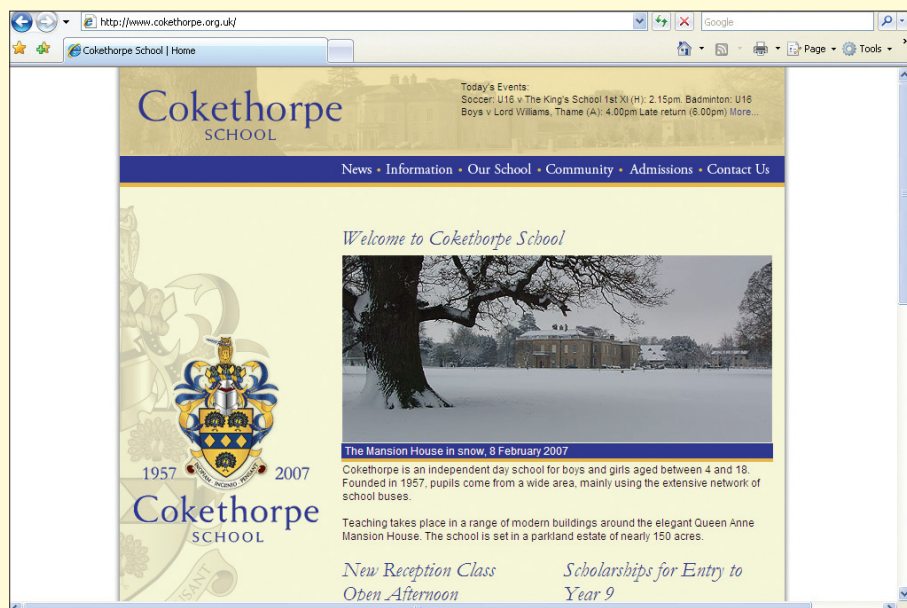 http://www.cokethorpe.org.uk/
Google
Cokethorpe School | Home
Page
Tools
Today's Events:
Soccer: U16 v The King's School 1st XI (H): 2.15pm. Badminton: U16
Boys v Lord Williams, Thame (A): 4.00pm Late return (6.00pm) More...
Cokethorpe
SCHOOL
News • Information • Our School • Community • Admissions • Contact Us
Welcome to Cokethorpe School
The Mansion House in snow, 8 February 2007
1957 2007
INOPIAM INGENIO PENSANT
Cokethorpe
SCHOOL
Cokethorpe is an independent day school for boys and girls aged between 4 and 18.
Founded in 1957, pupils come from a wide area, mainly using the extensive network of
school buses.
Teaching takes place in a range of modern buildings around the elegant Queen Anne
Mansion House. The school is set in a parkland estate of nearly 150 acres.
New Reception Class
Open Afternoon
Scholarships for Entry to
Year 9